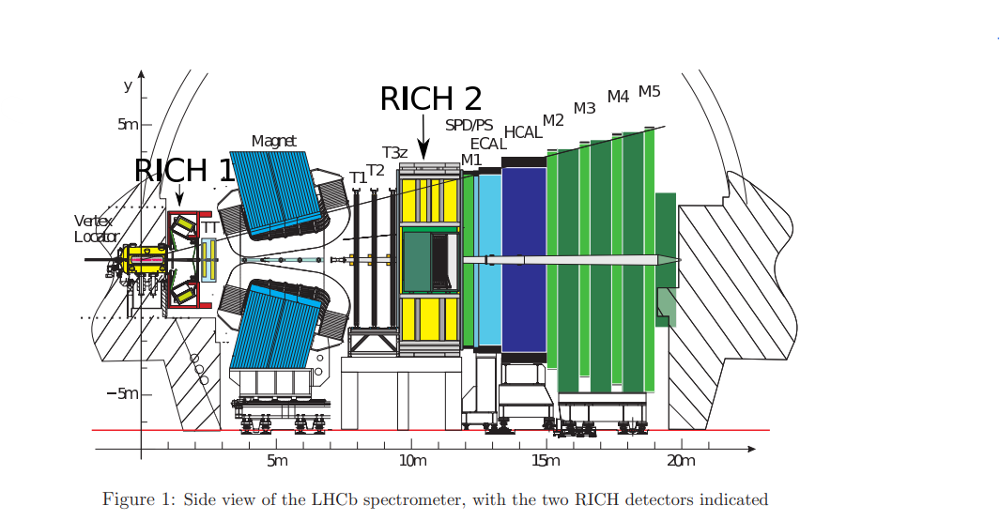 y
5m
−5m
RICH 1
Vertex
Locator
TT
Magnet
T1
T2
T3z
RICH 2
M1
SPD/PS
ECAL
HCAL
M2
M3
M4
M5
5m
10m
15m
20m
Figure 1: Side view of the LHCb spectrometer, with the two RICH detectors indicated